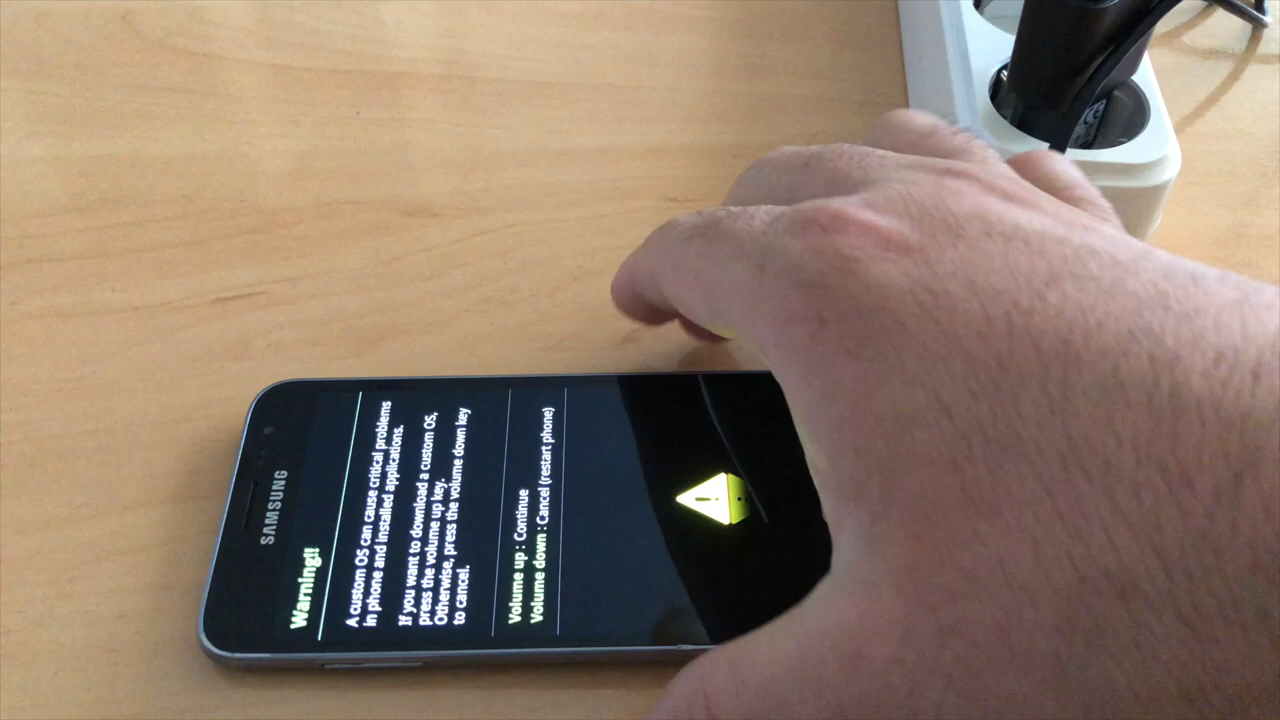 SAMSUNG
Warning!!
A custom OS can cause critical problems
in phone and installed applications.
If you want to download a custom OS,
press the volume up key.
Otherwise, press the volume down key
to cancel.
Volume up : Continue
Volume down : Cancel (restart phone)